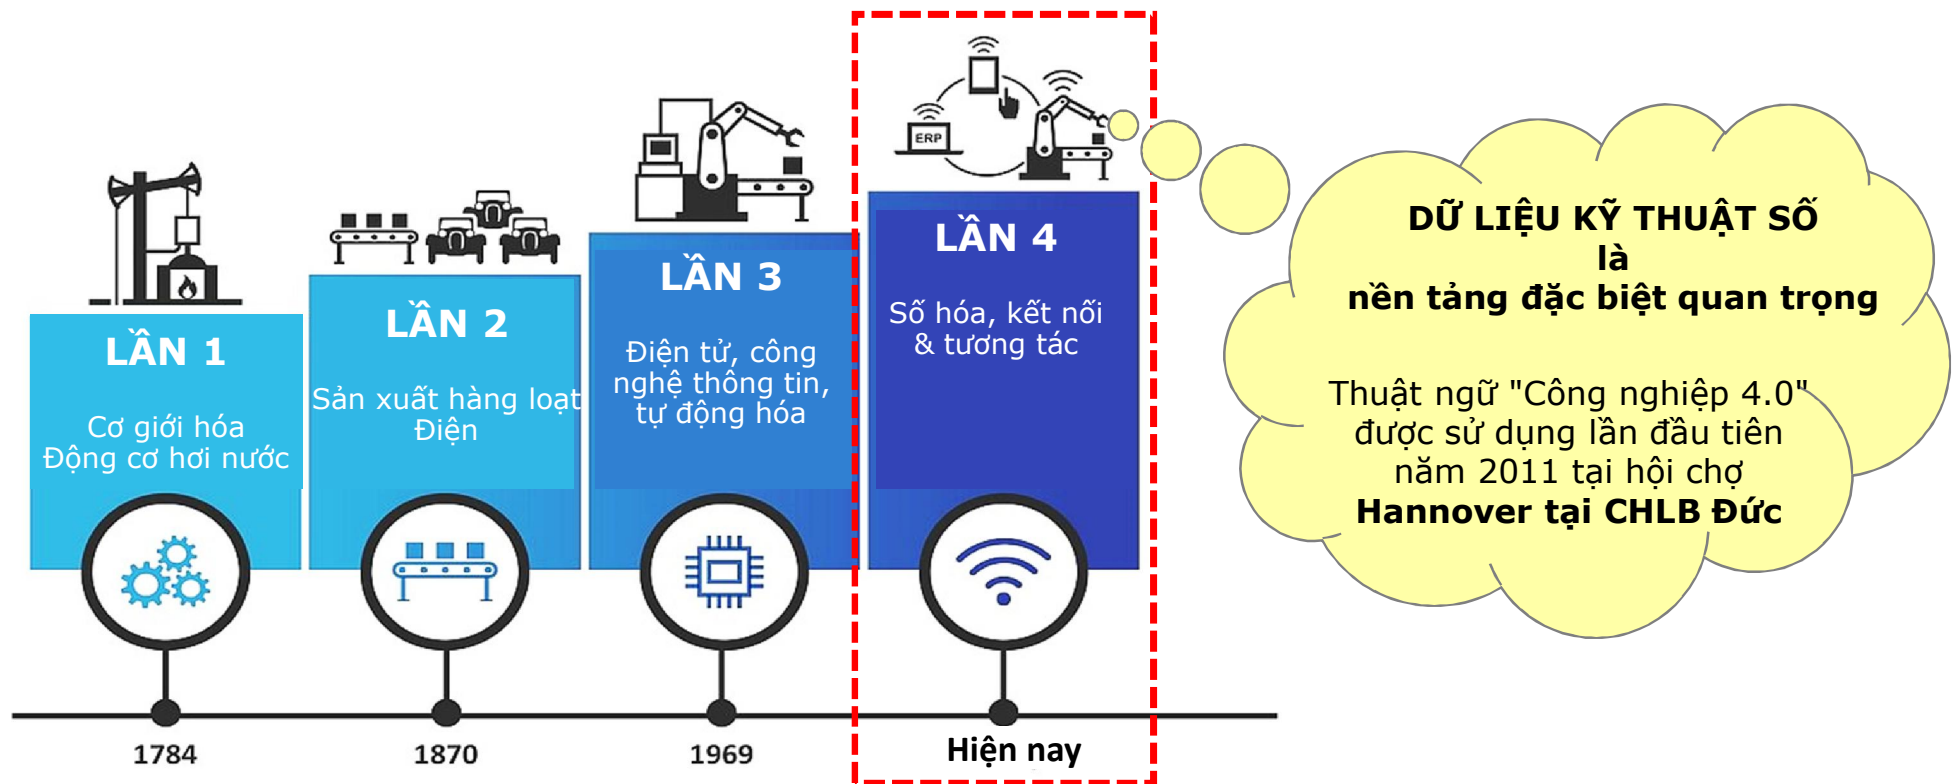 LẦN 1
Cơ giới hóa
Động cơ hơi nước
1784
LẦN 2
Sản xuất hàng loạt
Điện
1870
LẦN 3
Điện tử, công
nghệ thông tin,
tự động hóa
1969
ERP
LẦN 4
Số hóa, kết nối
& tương tác
Hiện nay
DỮ LIỆU KỸ THUẬT SỐ
là
nền tảng đặc biệt quan trọng
Thuật ngữ "Công nghiệp 4.0"
được sử dụng lần đầu tiên
năm 2011 tại hội chợ
Hannover tại CHLB Đức